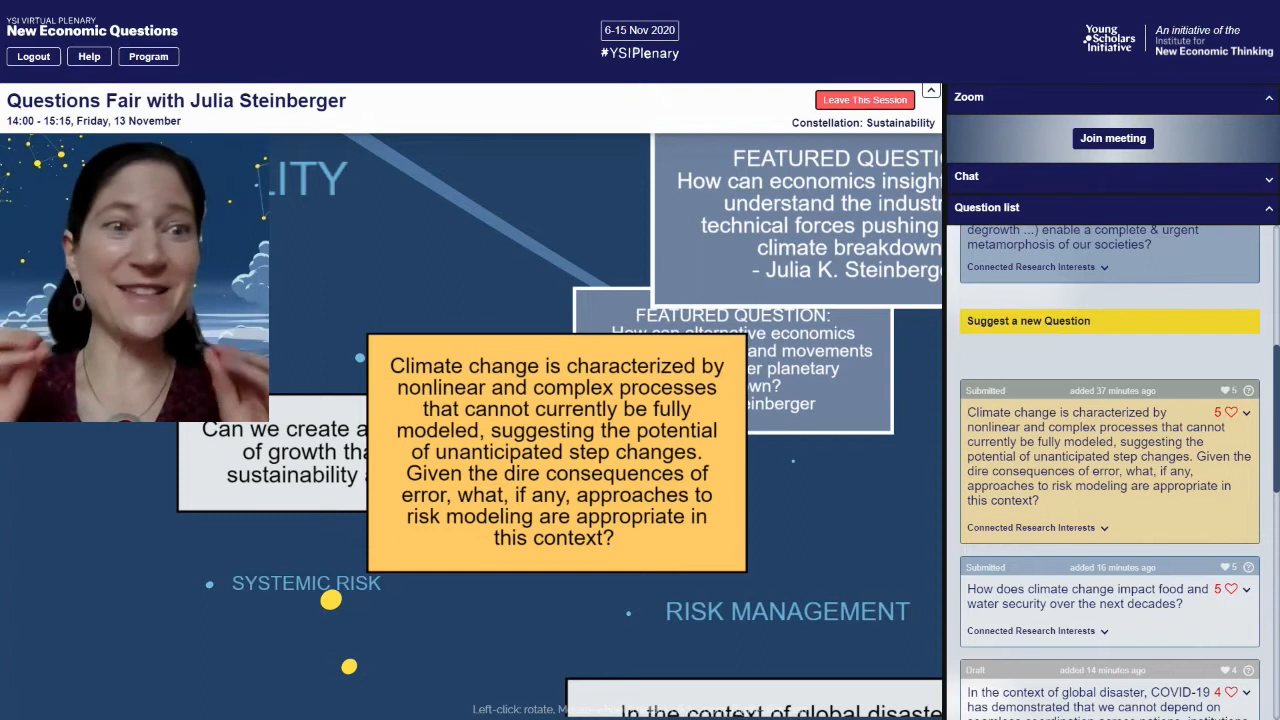 YSI VIRTUAL PLENARY
New Economic Questions
Logout
Help
Program
6-15 Nov 2020
#YSIPlenary
Young
Scholars
Initiative
An initiative of the
Institute for
New Economic Thinking
Questions Fair with Julia Steinberger
14:00 - 15:15, Friday, 13 November
Leave This Session
Constellation: Sustainability
LITY
FEATURED QUESTI
How can economics insight
understand the industr
technical forces pushing
climate breakdown
- Julia K. Steinberge
FEATURED QUESTION:
How can alternative economics
and movements
er planetary
own?
einberger
Can we create a
of growth tha
sustainability
Climate change is characterized by
nonlinear and complex processes
that cannot currently be fully
modeled, suggesting the potential
of unanticipated step changes.
Given the dire consequences of
error, what, if any, approaches to
risk modeling are appropriate in
this context?
SYSTEMIC RISK
RISK MANAGEMENT
In the context of global disaste
Left-click: rotate,
Zoom
Join meeting
Chat
Question list
degrowth ...) enable a complete & urgent
metamorphosis of our societies?
Connected Research Interests
Suggest a new Question
Submitted added 37 minutes ago 5
Climate change is characterized by 5
nonlinear and complex processes that cannot
currently be fully modeled, suggesting the
potential of unanticipated step changes. Given
the dire consequences of error, what, if any,
approaches to risk modeling are appropriate in
this context?
Connected Research Interests
Submitted added 16 minutes ago 5
How does climate change impact food and 5
water security over the next decades?
Connected Research Interests
Draft added 14 minutes ago 4
In the context of global disaster, COVID-19 4
has demonstrated that we cannot depend on